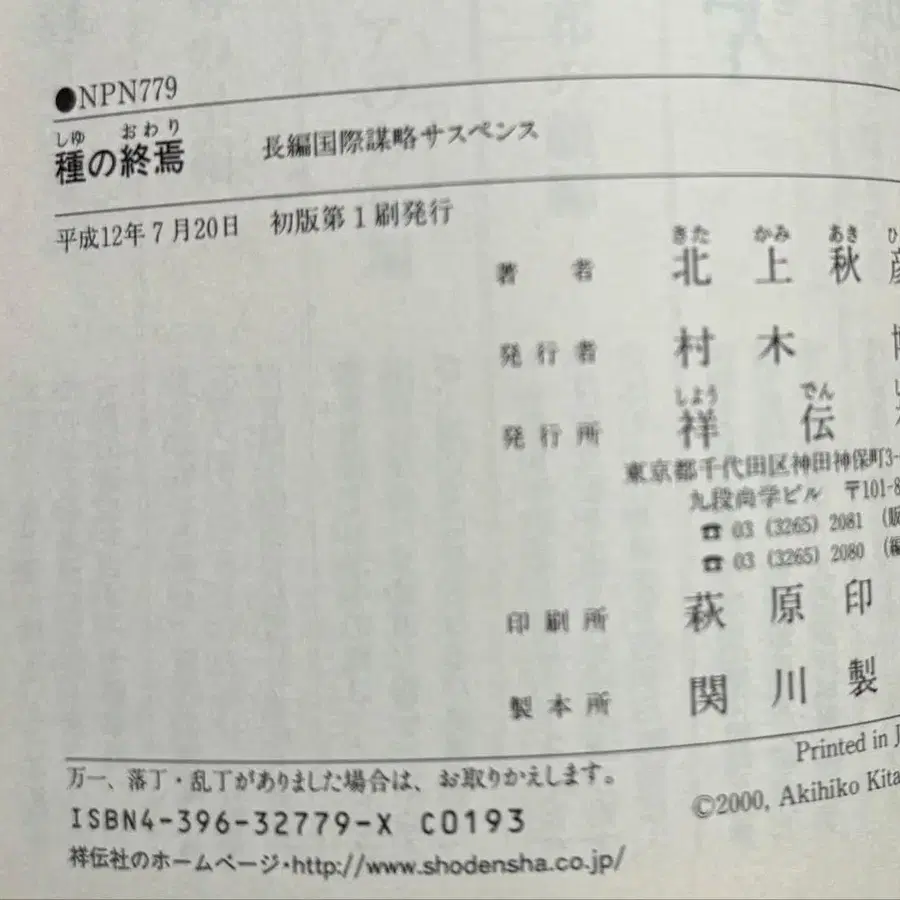 ●NPN779
しゅ おわり
種の終焉 長編国際謀略サスペンス
平成12年7月20日 初版第1刷発行
きた かみ あき ひ
著者 北上秋彦
発行者 村木
しょう でん し
発行所 祥伝
東京都千代田区神田神保町3-
九段尚学ビル 〒101-8
☎03(3265)2081(販
☎03(3265)2080(編
印刷所 萩原印
製本所 関川製
Printed in J
©2000, Akihiko Kita
万一、落丁・乱丁がありました場合は、お取りかえします。
ISBN4-396-32779-X C0193
祥伝社のホームページ・http://www.shodensha.co.jp/